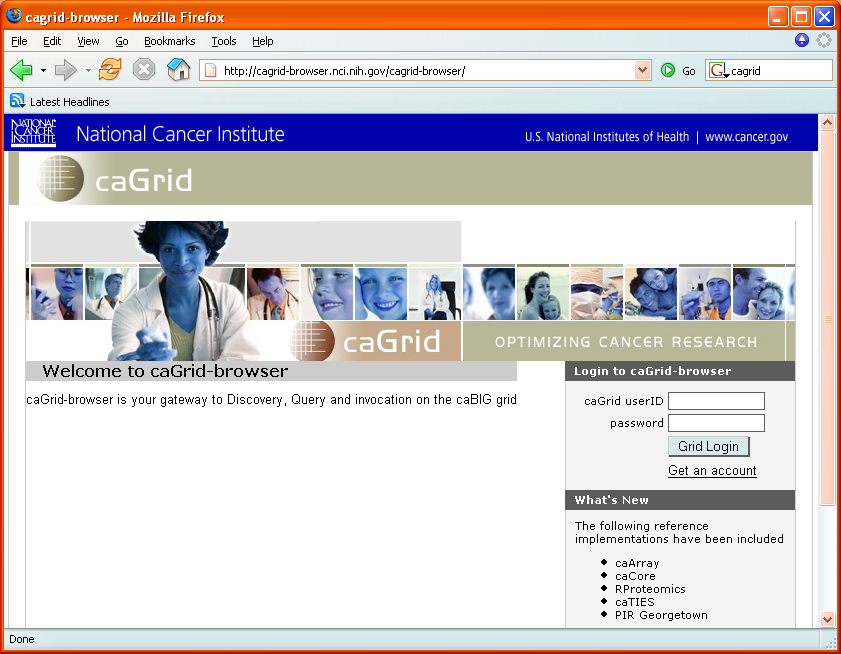 cagrid-browser - Mozilla Firefox
File Edit View Go Bookmarks Tools Help
http://cagrid-browser.nci.nih.gov/cagrid-browser/ Go G cagrid
Latest Headlines
NATIONAL CANCER INSTITUTE National Cancer Institute U.S. National Institutes of Health | www.cancer.gov
caGrid
caGrid OPTIMIZING CANCER RESEARCH
Welcome to caGrid-browser
caGrid-browser is your gateway to Discovery, Query and invocation on the caBIG grid
Login to caGrid-browser
caGrid userID
password
Grid Login
Get an account
What's New
The following reference
implementations have been included
caArray
caCore
RProteomics
caTIES
PIR Georgetown
Done